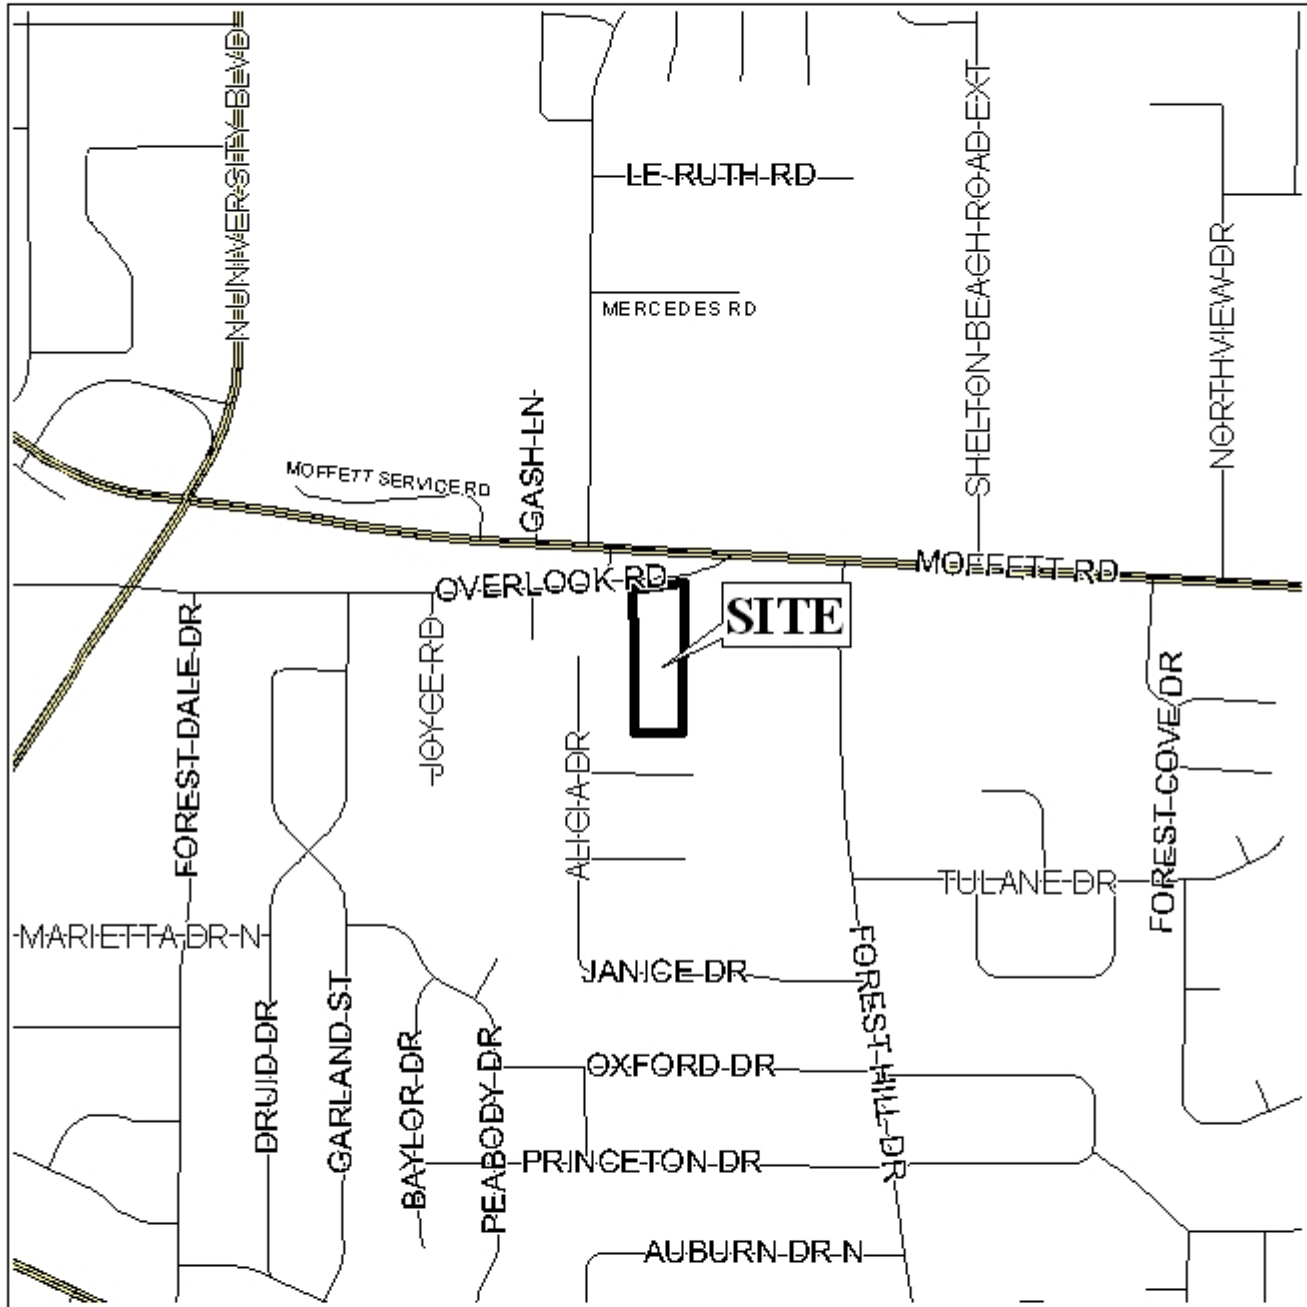 N UNIVERSITY BLVD
SHELTON BEACH ROAD EXT
LE RUTH RD
NORTHVIEW DR
MERCEDES RD
GASH LN
MOFFETT SERVICE RD
MOFFETT RD
OVERLOOK RD
SITE
FOREST DALE DR
JOYCE RD
ALICIA DR
FOREST COVE DR
TULANE DR
MARIETTA DR N
JANICE DR
FOREST HILL DR
DRUID DR
GARLAND ST
BAYLOR DR
PEABODY DR
OXFORD DR
PRINCETON DR
AUBURN DR N